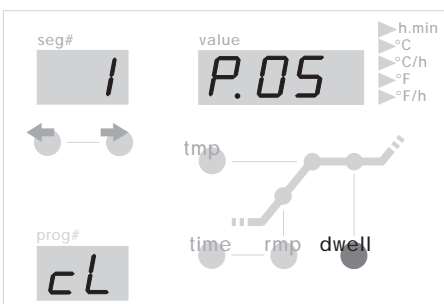 seg#
value
h.min
°C
°C/h
°F
°F/h
1
P.05
tmp
prog#
time
rmp
dwell
cL